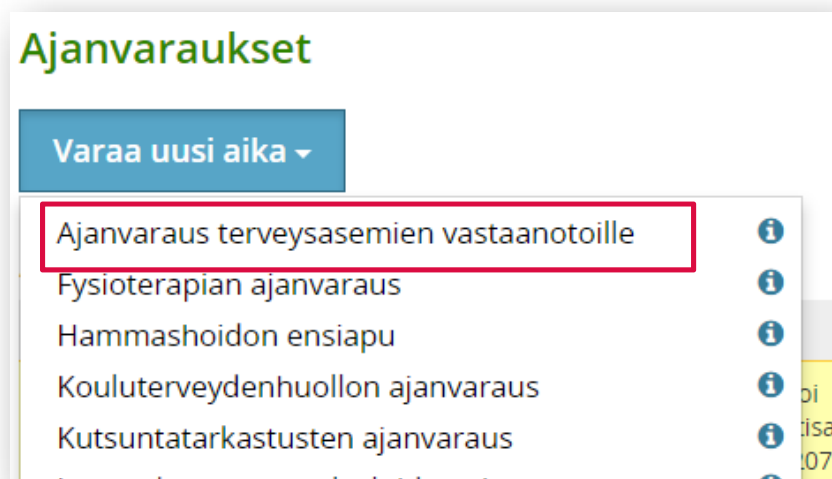 Ajanvaraukset
Varaa uusi aika
Ajanvaraus terveysasemien vastaanotoille
Fysioterapian ajanvaraus
Hammashoidon ensiapu
Kouluterveydenhuollon ajanvaraus
Kutsuntatarkastusten ajanvaraus